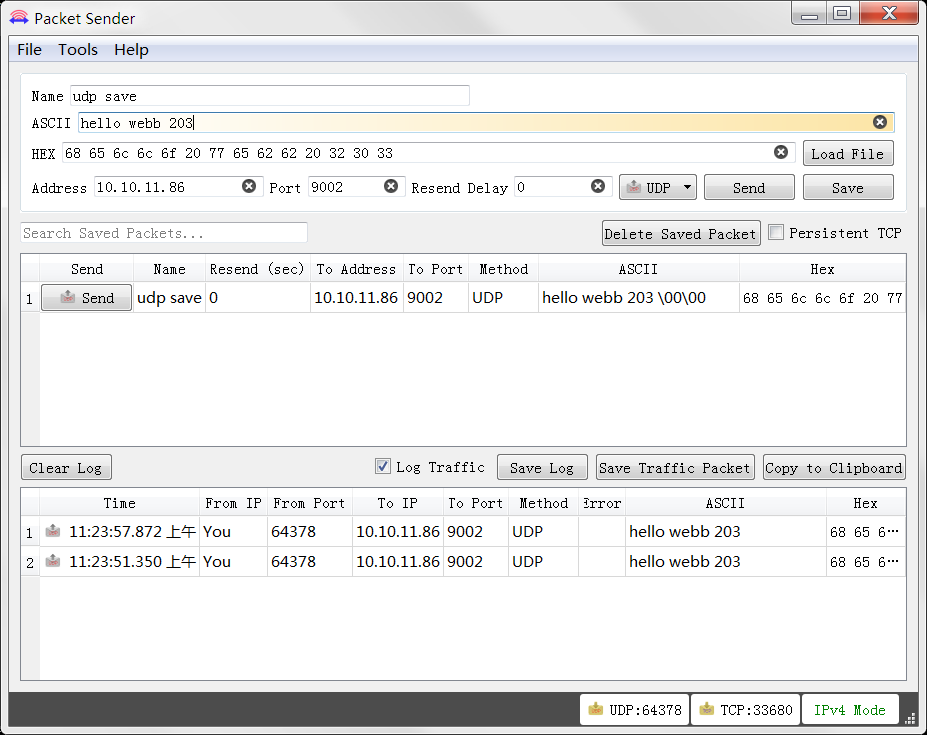 Packet Sender
File Tools Help
Name udp save
ASCII hello webb 203
HEX 68 65 6c 6c 6f 20 77 65 62 62 20 32 30 33 Load File
Address 10.10.11.86 Port 9002 Resend Delay 0 UDP Send Save
Search Saved Packets... Delete Saved Packet Persistent TCP
Send Name Resend (sec) To Address To Port Method ASCII Hex
1 Send udp save 0 10.10.11.86 9002 UDP hello webb 203 \00\00 68 65 6c 6c 6f 20 77
Clear Log Log Traffic Save Log Save Traffic Packet Copy to Clipboard
Time From IP From Port To IP To Port Method Error ASCII Hex
1 11:23:57.872 上午 You 64378 10.10.11.86 9002 UDP hello webb 203 68 65 6…
2 11:23:51.350 上午 You 64378 10.10.11.86 9002 UDP hello webb 203 68 65 6…
UDP:64378 TCP:33680 IPv4 Mode